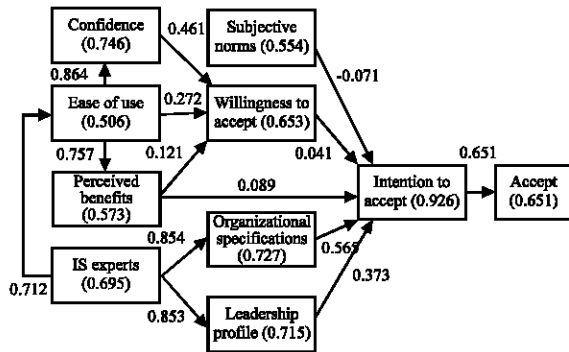 Confidence
(0.746)
0.461
Subjective
norms (0.554)
-0.071
0.864
Ease of use
(0.506)
0.272
Willingness to
accept (0.653)
0.757
0.121
0.041
0.651
Perceived
benefits
(0.573)
0.089
Intention to
accept (0.926)
Accept
(0.651)
0.854
Organizational
specifications
(0.727)
0.565
IS experts
(0.695)
0.712
0.853
0.373
Leadership
profile (0.715)